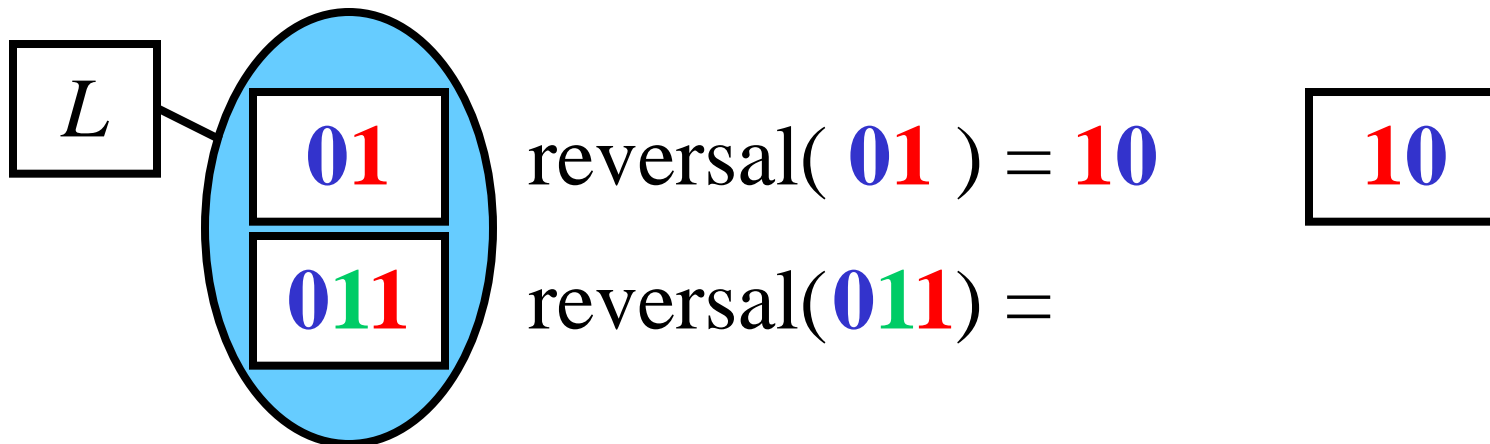 L
01 reversal( 01 ) = 10 10
011 reversal(011) =